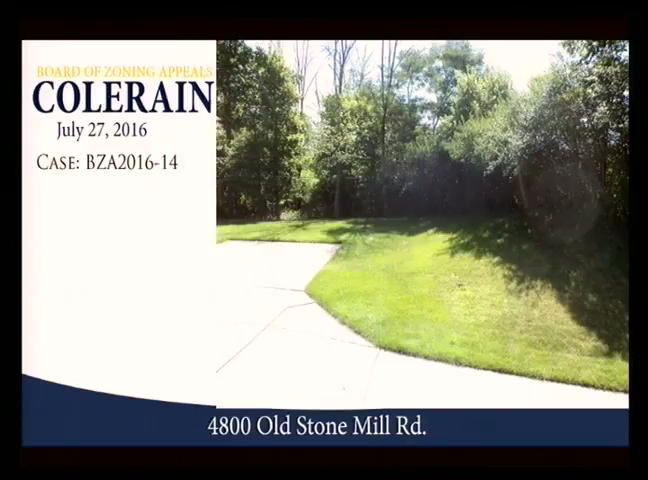 BOARD OF ZONING APPEALS
COLERAIN
July 27, 2016
CASE: BZA2016-14
4800 Old Stone Mill Rd.